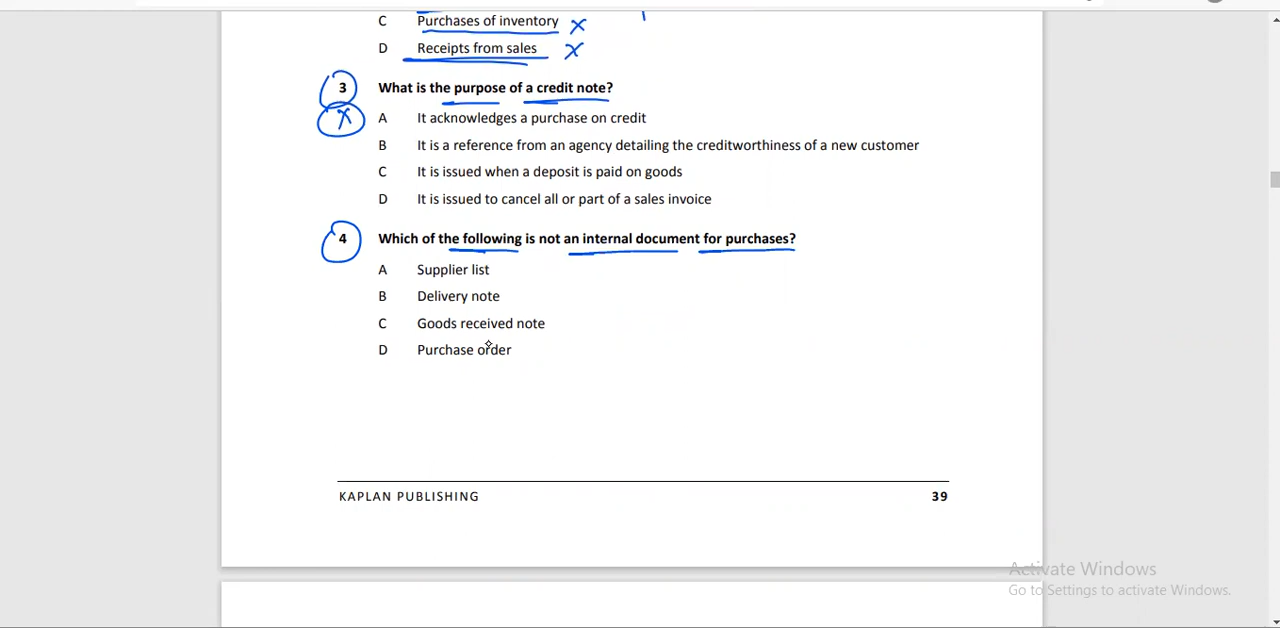 C Purchases of inventory x
D Receipts from sales x
3 What is the purpose of a credit note?
x A It acknowledges a purchase on credit
B It is a reference from an agency detailing the creditworthiness of a new customer
C It is issued when a deposit is paid on goods
D It is issued to cancel all or part of a sales invoice
4 Which of the following is not an internal document for purchases?
A Supplier list
B Delivery note
C Goods received note
D Purchase order
KAPLAN PUBLISHING 39
Activate Windows
Go to Settings to activate Windows.